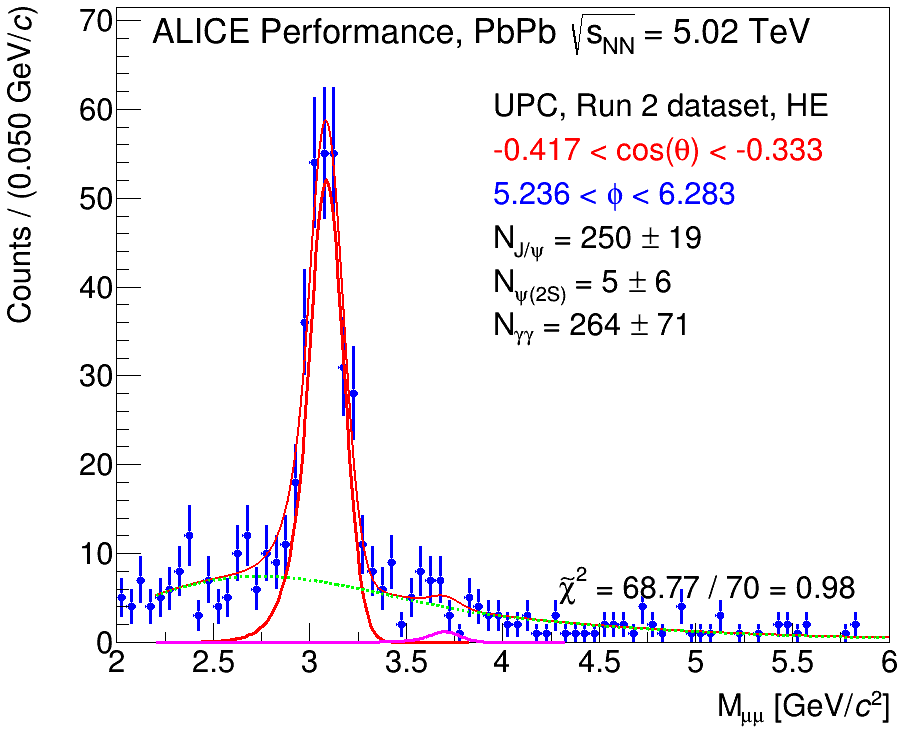 ALICE Performance, PbPb √sNN = 5.02 TeV
UPC, Run 2 dataset, HE
-0.417 < cos(θ) < -0.333
5.236 < ϕ < 6.283
NJ/ψ = 250 ± 19
Nψ(2S) = 5 ± 6
Nγγ = 264 ± 71
χ̃² = 68.77 / 70 = 0.98
Counts / (0.050 GeV/c)
70
60
50
40
30
20
10
0
2 2.5 3 3.5 4 4.5 5 5.5 6
Mμμ [GeV/c²]